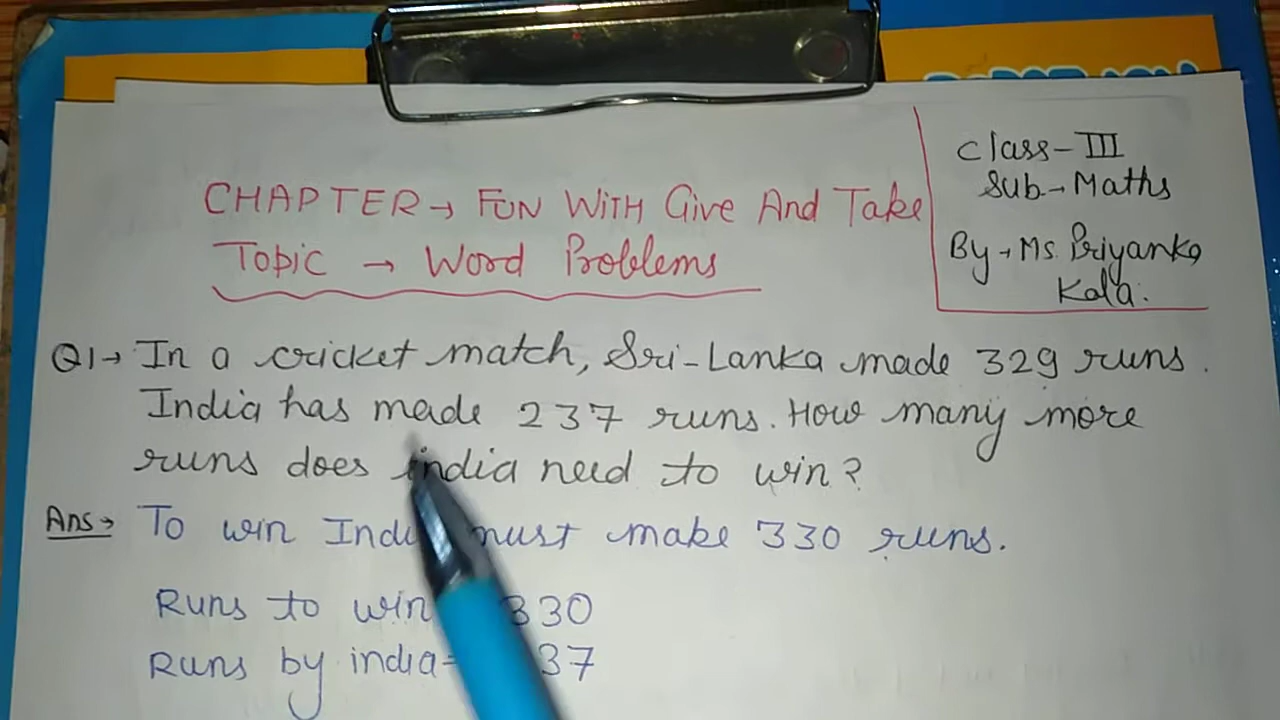 CHAPTER → FUN WITH Give And Take
Topic → Word Problems
Class - III
Sub → Maths
By → Ms. Priyanka
Kala.
Q1 → In a cricket match, Sri-Lanka made 329 runs.
India has made 237 runs. How many more
runs does india need to win?
Ans → To win India must make 330 runs.
Runs to win 330
Runs by india = 37